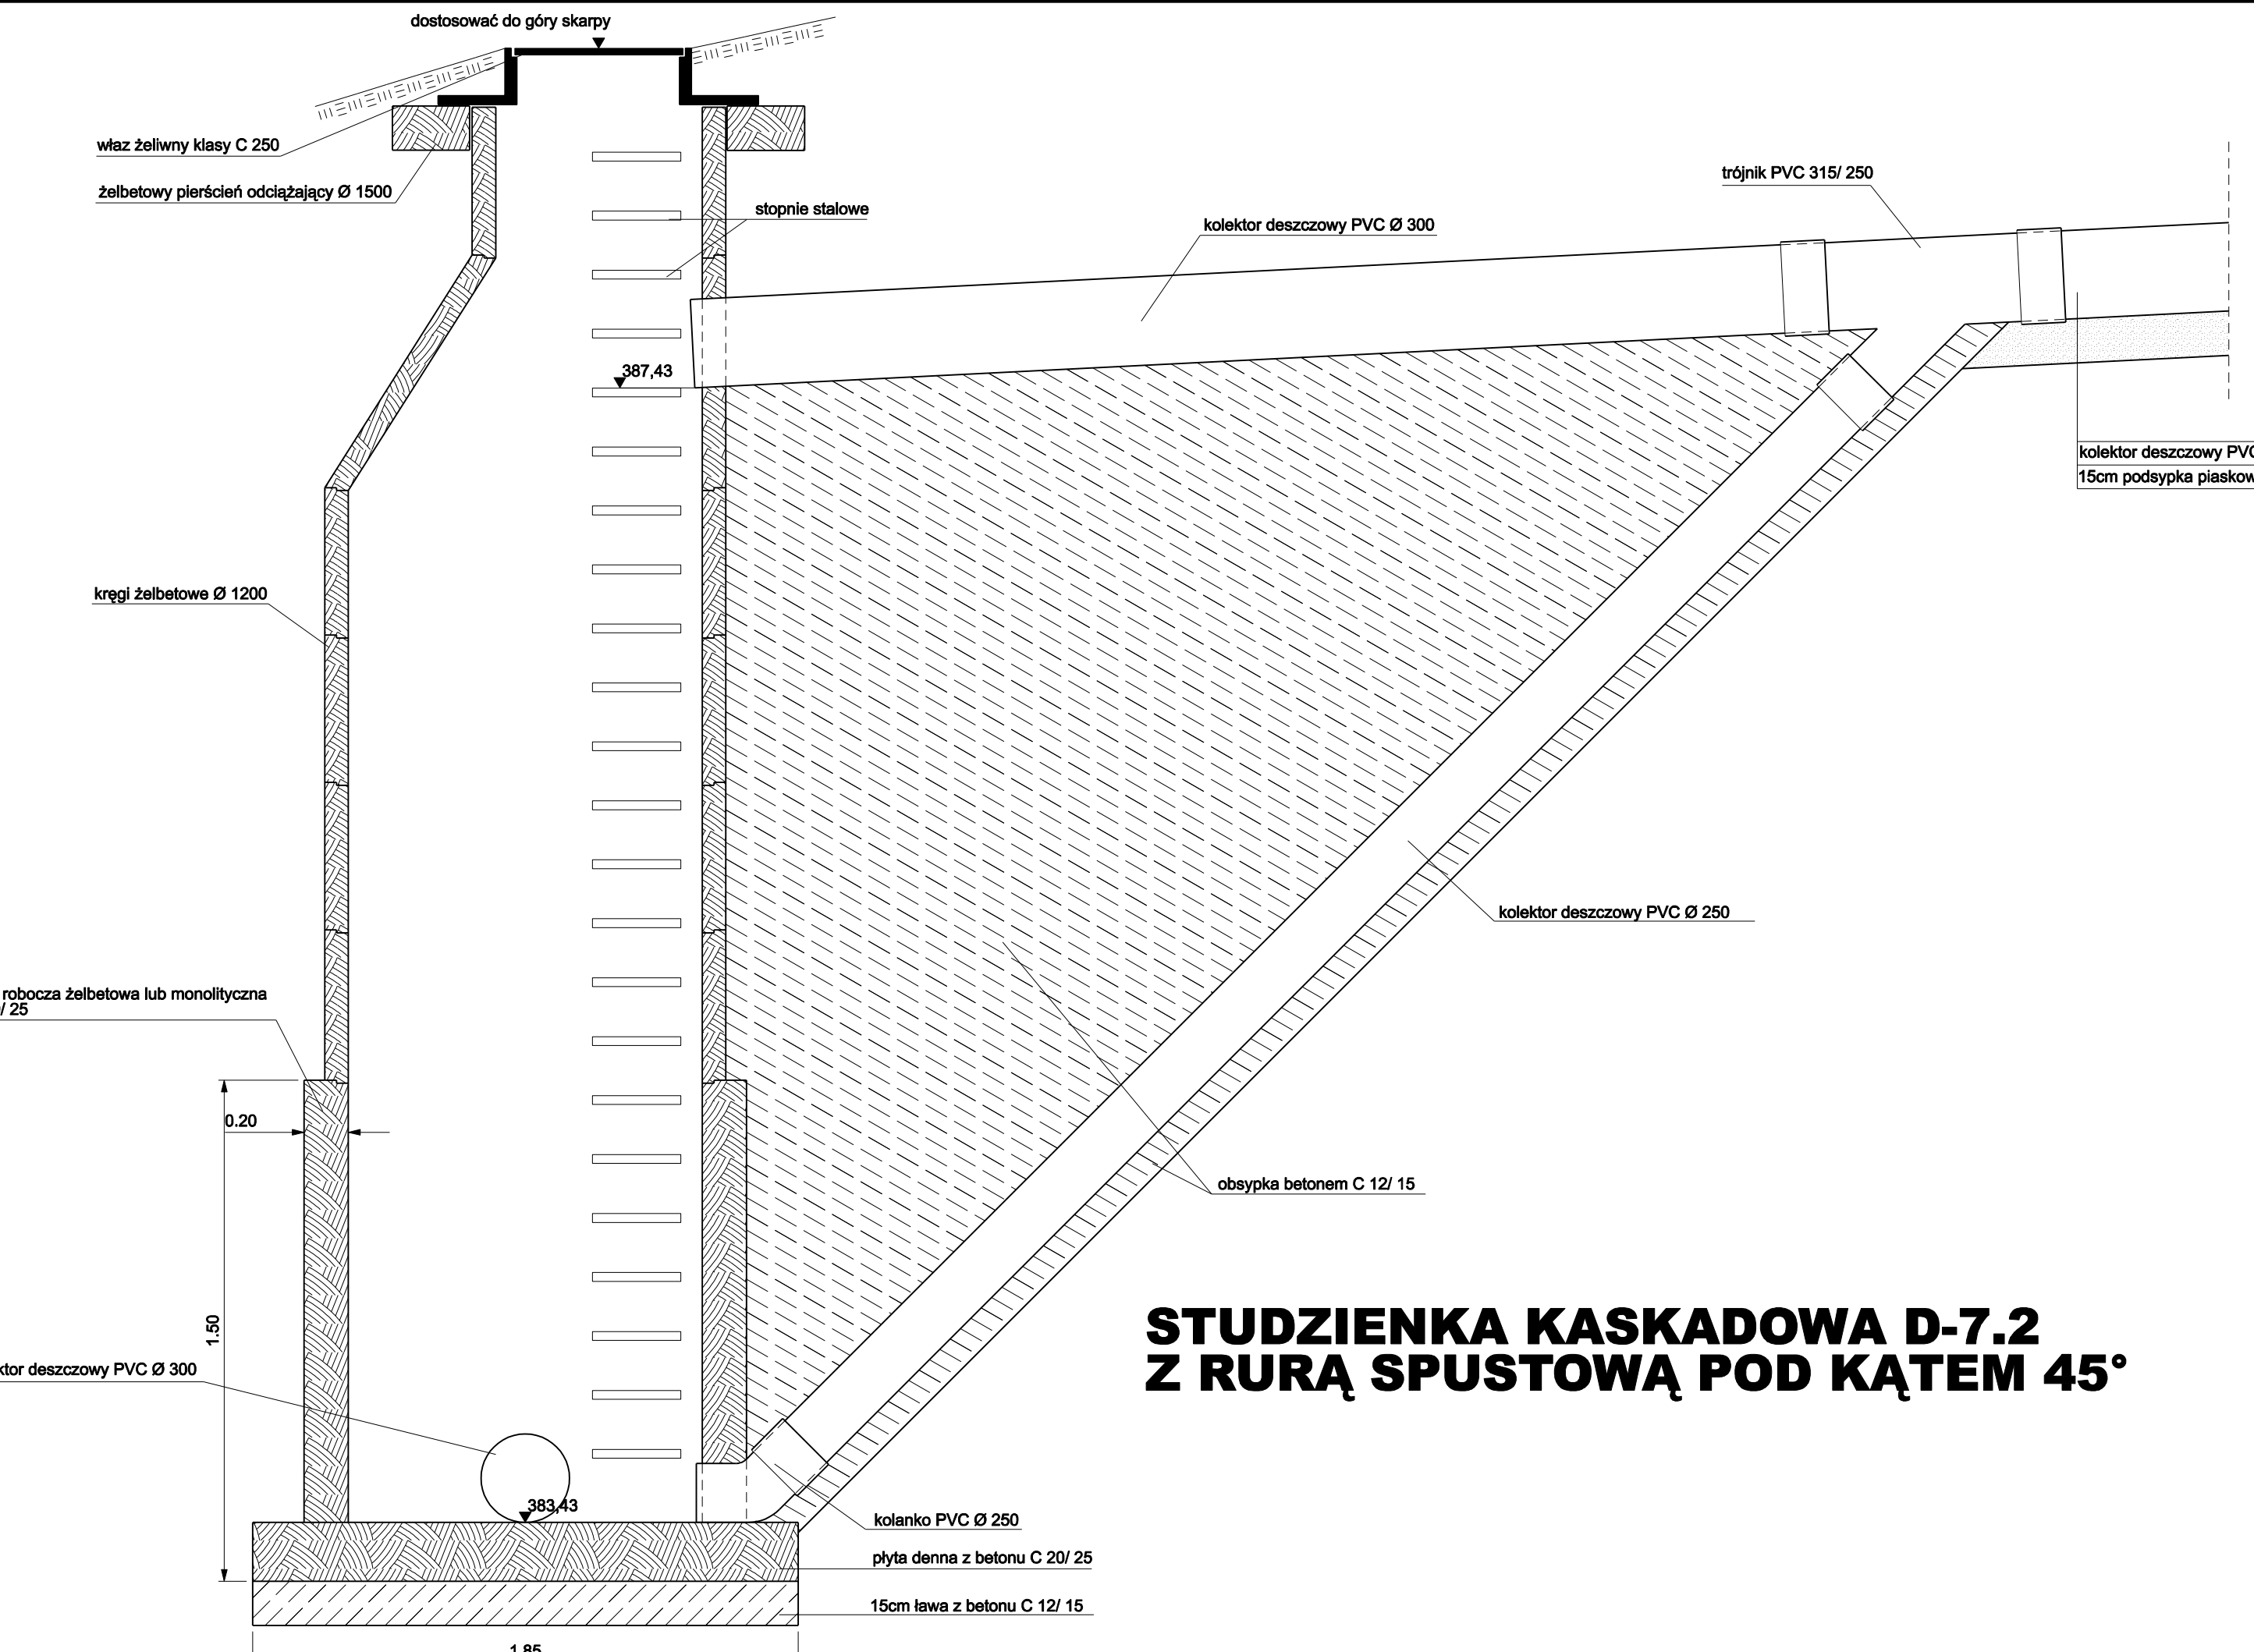 dostosować do góry skarpy
właz żeliwny klasy C 250
żelbetowy pierścień odciążający Ø 1500
stopnie stalowe
kolektor deszczowy PVC Ø 300
trójnik PVC 315/ 250
387,43
kolektor deszczowy PVC
15cm podsypka piaskow
kręgi żelbetowe Ø 1200
kolektor deszczowy PVC Ø 250
robocza żelbetowa lub monolityczna
/ 25
0.20
obsypka betonem C 12/ 15
1.50
STUDZIENKA KASKADOWA D-7.2
Z RURĄ SPUSTOWĄ POD KĄTEM 45°
ktor deszczowy PVC Ø 300
383,43
kolanko PVC Ø 250
płyta denna z betonu C 20/ 25
15cm ława z betonu C 12/ 15
1.85